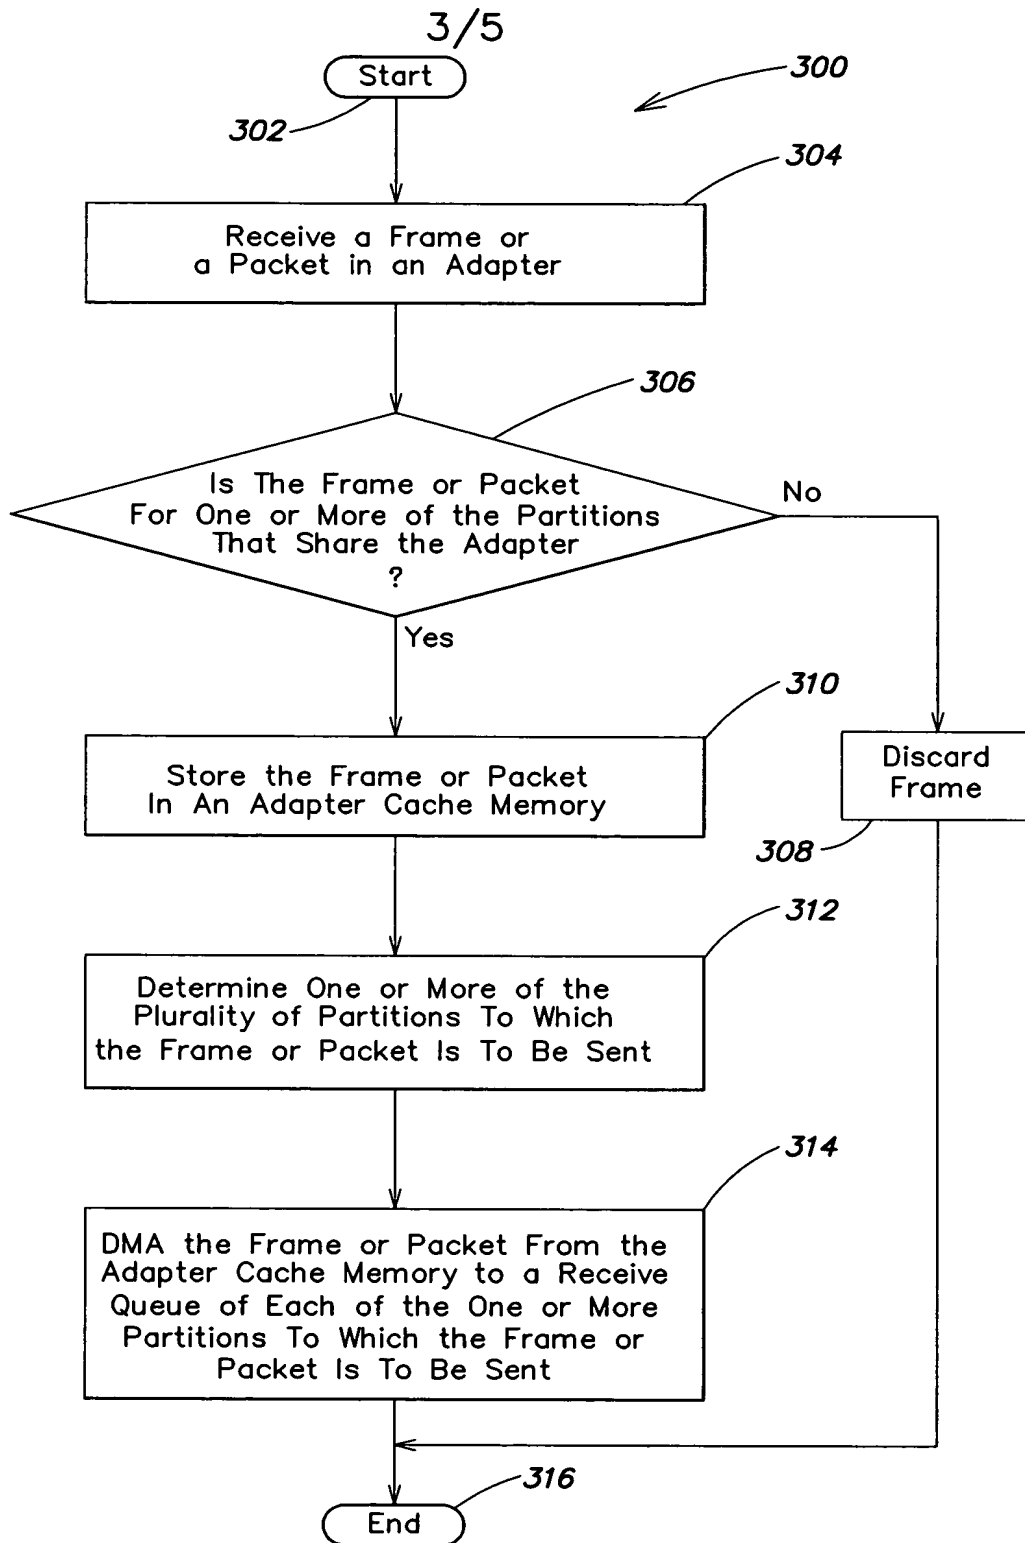 3/5
Start
300
302
304
Receive a Frame or
a Packet in an Adapter
306
Is The Frame or Packet
For One or More of the Partitions
That Share the Adapter
?
No
Yes
310
Store the Frame or Packet
In An Adapter Cache Memory
Discard
Frame
308
312
Determine One or More of the
Plurality of Partitions To Which
the Frame or Packet Is To Be Sent
314
DMA the Frame or Packet From the
Adapter Cache Memory to a Receive
Queue of Each of the One or More
Partitions To Which the Frame or
Packet Is To Be Sent
316
End